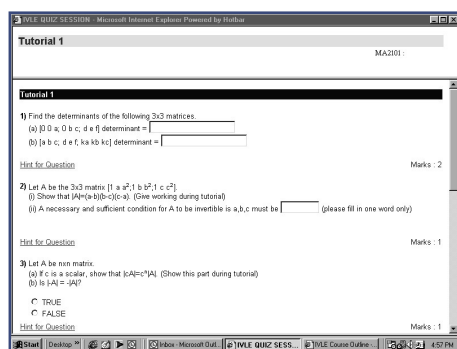 IVLE QUIZ SESSION - Microsoft Internet Explorer Powered by Hotbar
Tutorial 1
MA2101 :
Tutorial 1
1) Find the determinants of the following 3x3 matrices.
(a) [0 0 a; 0 b c; d e f] determinant =
(b) [a b c; d e f; ka kb kc] determinant =
Hint for Question Marks : 2
2) Let A be the 3x3 matrix [1 a a²;1 b b²;1 c c²].
(i) Show that |A|=(a-b)(b-c)(c-a). (Give working during tutorial)
(ii) A necessary and sufficient condition for A to be invertible is a,b,c must be (please fill in one word only)
Hint for Question Marks : 1
3) Let A be nxn matrix.
(a) If c is a scalar, show that |cA|=cⁿ|A|. (Show this part during tutorial)
(b) Is |-A| = -|A|?
TRUE
FALSE
Hint for Question Marks : 1
Start Desktop » Inbox - Microsoft Outl... IVLE QUIZ SESS... IVLE Course Outline -... 4:57 PM